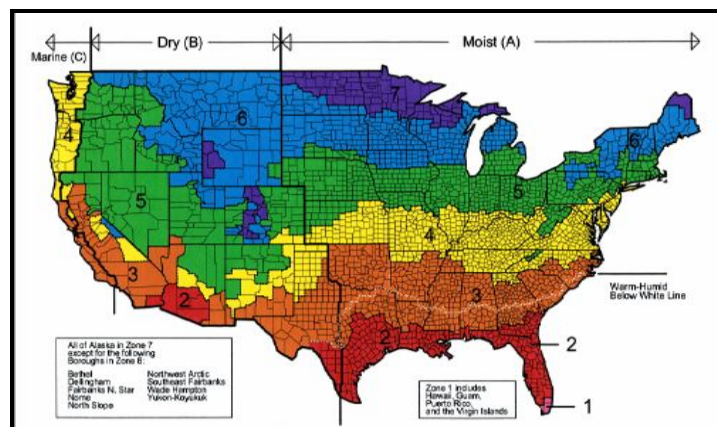 Marine (C)
Dry (B)
Moist (A)
7
6
6
4
5
5
4
3
3
2
2
Warm-Humid
Below White Line
2
1
All of Alaska in Zone 7
except for the following
Boroughs in Zone 8:
Bethel
Dellingham
Fairbanks N. Star
Nome
North Slope
Northwest Arctic
Southeast Fairbanks
Wade Hampton
Yukon-Koyukuk
Zone 1 includes
Hawaii, Guam,
Puerto Rico,
and the Virgin Islands